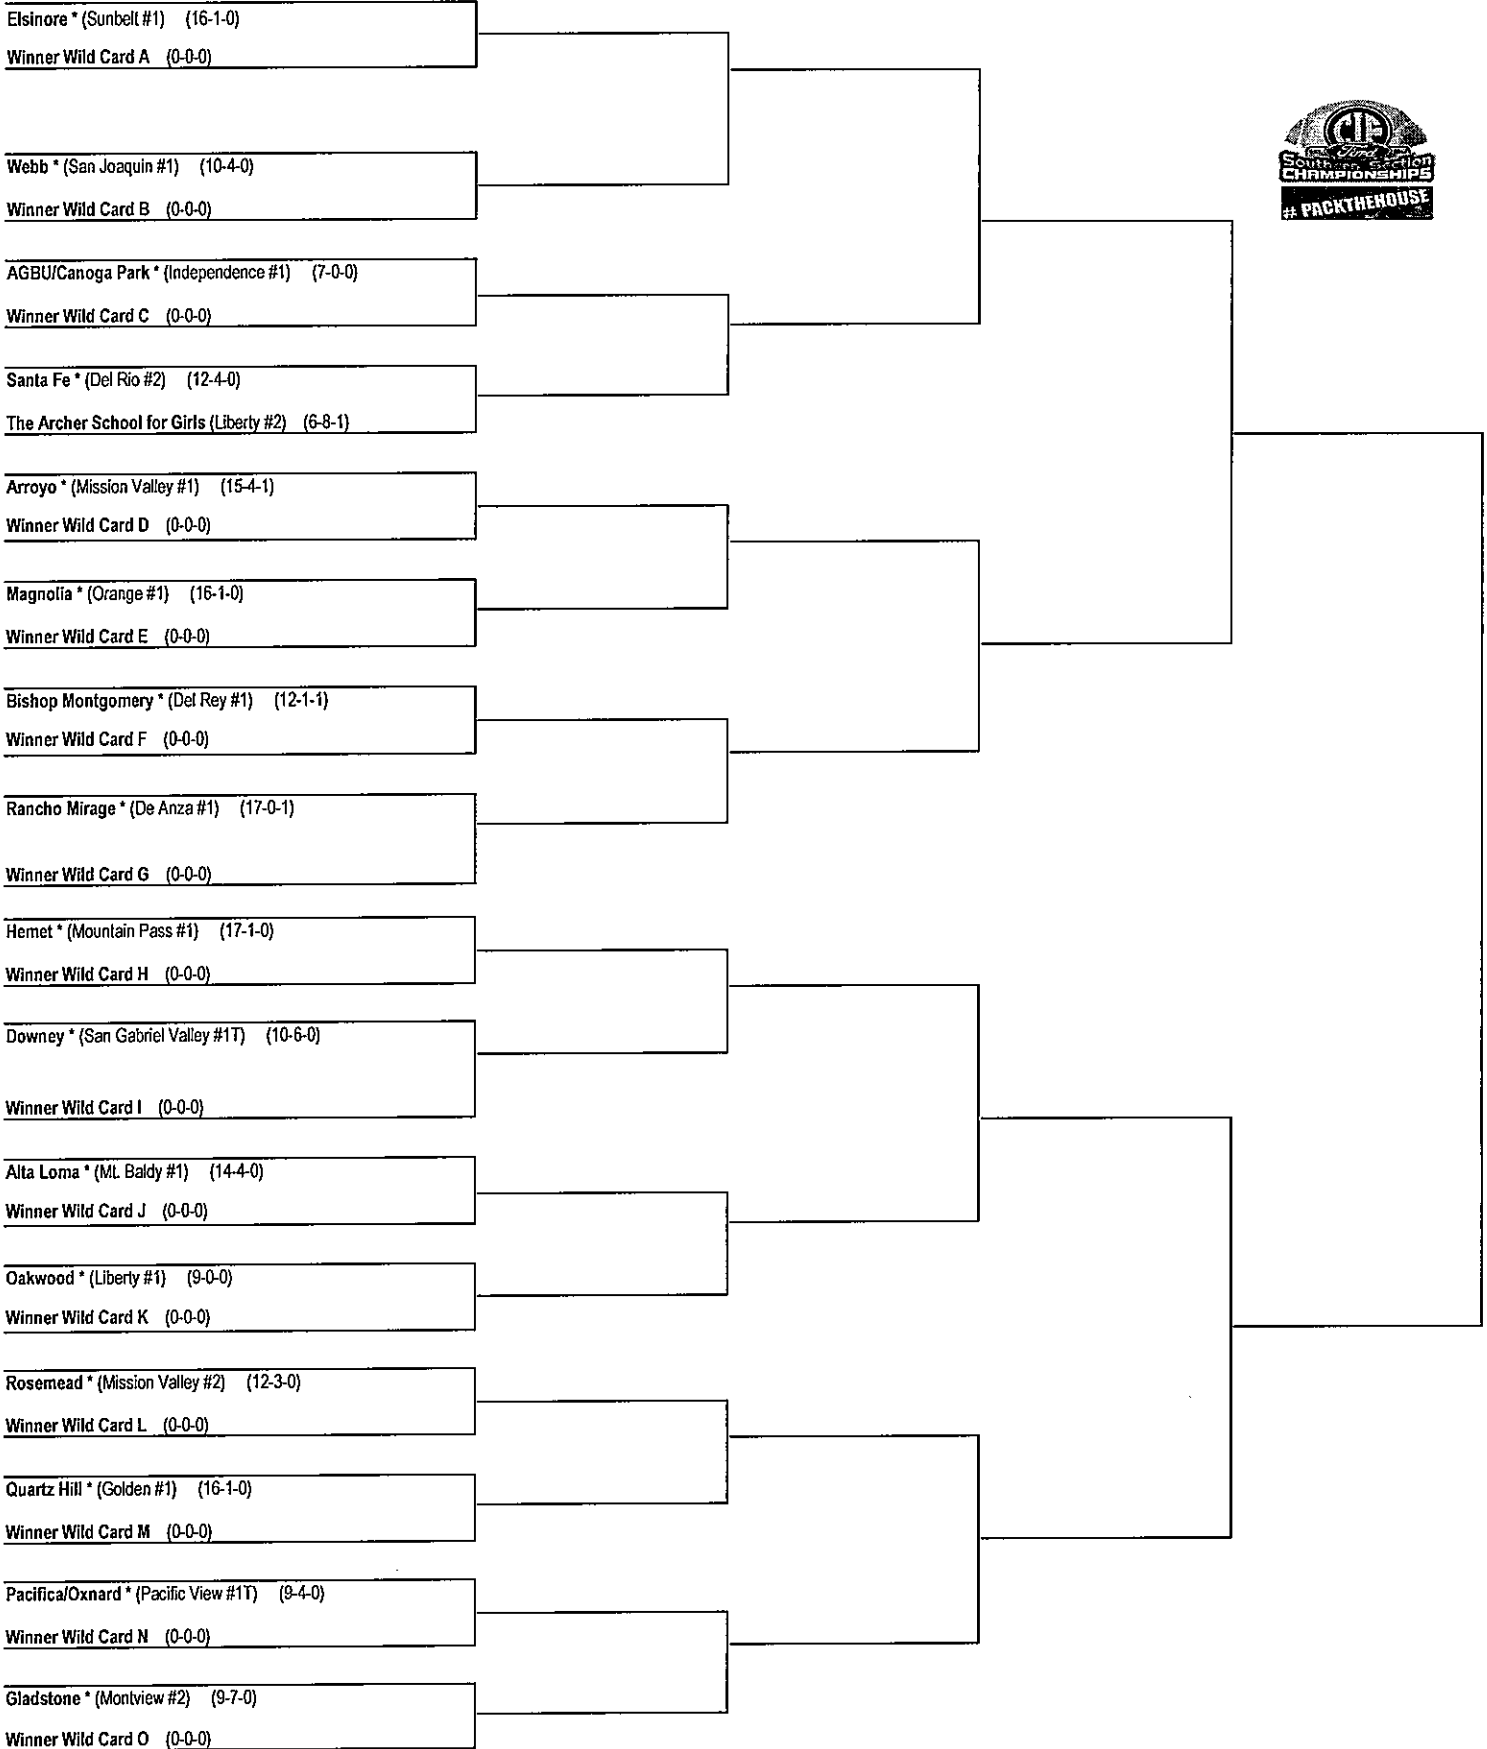 Elsinore * (Sunbelt #1) (16-1-0)
Winner Wild Card A (0-0-0)
Webb * (San Joaquin #1) (10-4-0)
Winner Wild Card B (0-0-0)
AGBU/Canoga Park * (Independence #1) (7-0-0)
Winner Wild Card C (0-0-0)
Santa Fe * (Del Rio #2) (12-4-0)
The Archer School for Girls (Liberty #2) (6-8-1)
Arroyo * (Mission Valley #1) (15-4-1)
Winner Wild Card D (0-0-0)
Magnolia * (Orange #1) (16-1-0)
Winner Wild Card E (0-0-0)
Bishop Montgomery * (Del Rey #1) (12-1-1)
Winner Wild Card F (0-0-0)
Rancho Mirage * (De Anza #1) (17-0-1)
Winner Wild Card G (0-0-0)
Hemet * (Mountain Pass #1) (17-1-0)
Winner Wild Card H (0-0-0)
Downey * (San Gabriel Valley #1T) (10-6-0)
Winner Wild Card I (0-0-0)
Alta Loma * (Mt. Baldy #1) (14-4-0)
Winner Wild Card J (0-0-0)
Oakwood * (Liberty #1) (9-0-0)
Winner Wild Card K (0-0-0)
Rosemead * (Mission Valley #2) (12-3-0)
Winner Wild Card L (0-0-0)
Quartz Hill * (Golden #1) (16-1-0)
Winner Wild Card M (0-0-0)
Pacifica/Oxnard * (Pacific View #1T) (9-4-0)
Winner Wild Card N (0-0-0)
Gladstone * (Montview #2) (9-7-0)
Winner Wild Card O (0-0-0)
CIF
Ford
Southern Section
CHAMPIONSHIPS
# PACKTHEHOUSE